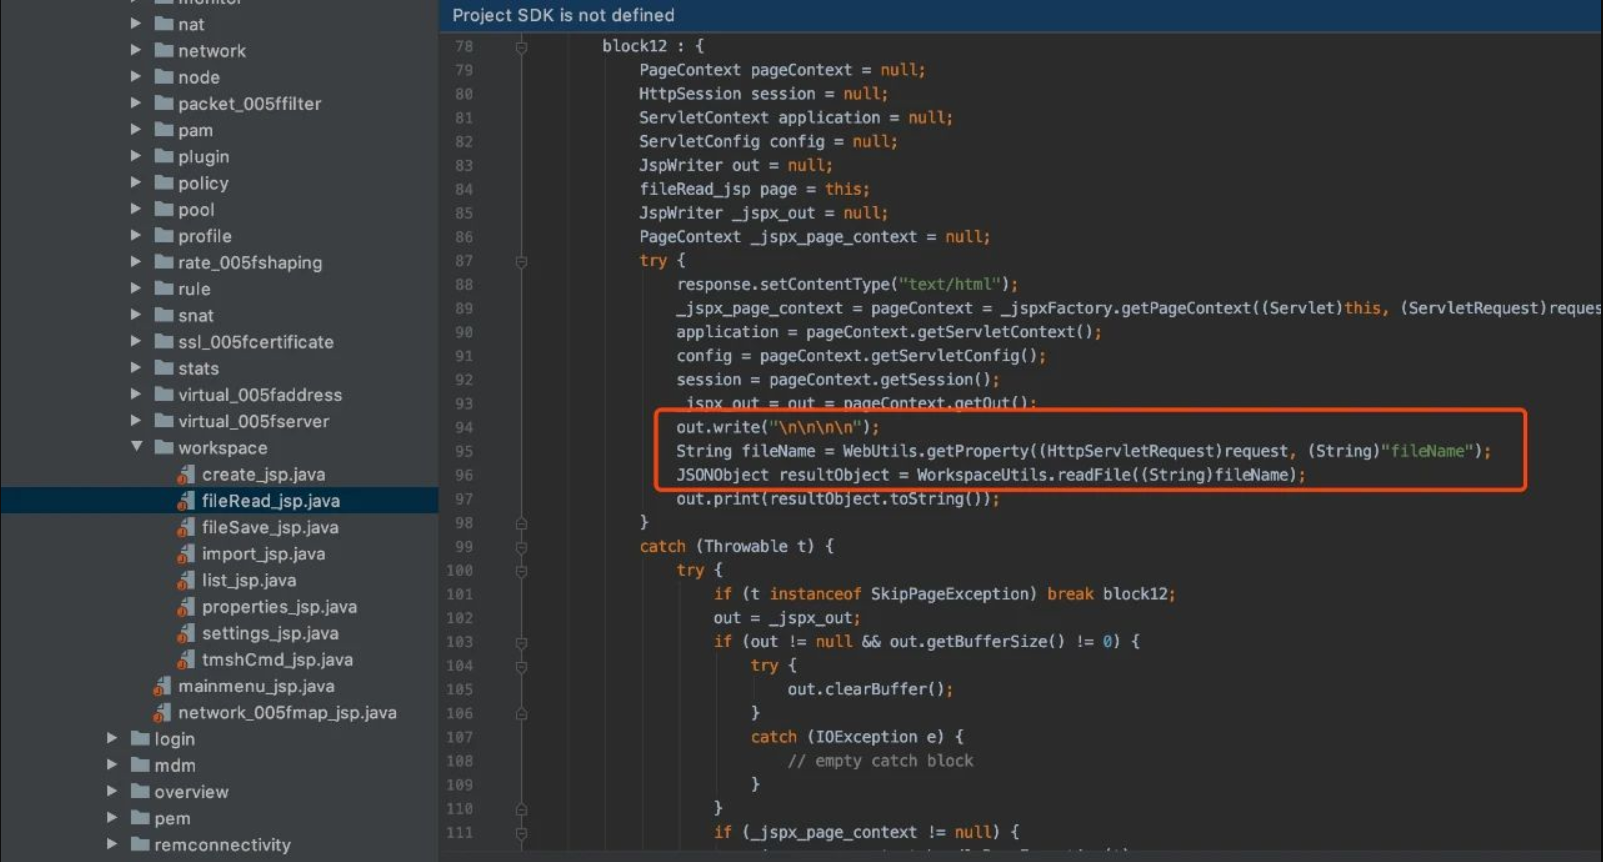 monitor
nat
network
node
packet_005ffilter
pam
plugin
policy
pool
profile
rate_005fshaping
rule
snat
ssl_005fcertificate
stats
virtual_005faddress
virtual_005fserver
workspace
create_jsp.java
fileRead_jsp.java
fileSave_jsp.java
import_jsp.java
list_jsp.java
properties_jsp.java
settings_jsp.java
tmshCmd_jsp.java
mainmenu_jsp.java
network_005fmap_jsp.java
login
mdm
overview
pem
remconnectivity
Project SDK is not defined
78 block12 : {
79 PageContext pageContext = null;
80 HttpSession session = null;
81 ServletContext application = null;
82 ServletConfig config = null;
83 JspWriter out = null;
84 fileRead_jsp page = this;
85 JspWriter _jspx_out = null;
86 PageContext _jspx_page_context = null;
87 try {
88 response.setContentType("text/html");
89 _jspx_page_context = pageContext = _jspxFactory.getPageContext((Servlet)this, (ServletRequest)reques
90 application = pageContext.getServletContext();
91 config = pageContext.getServletConfig();
92 session = pageContext.getSession();
93 _jspx_out = out = pageContext.getOut();
94 out.write("\n\n\n\n");
95 String fileName = WebUtils.getProperty((HttpServletRequest)request, (String)"fileName");
96 JSONObject resultObject = WorkspaceUtils.readFile((String)fileName);
97 out.print(resultObject.toString());
98 }
99 catch (Throwable t) {
100 try {
101 if (t instanceof SkipPageException) break block12;
102 out = _jspx_out;
103 if (out != null && out.getBufferSize() != 0) {
104 try {
105 out.clearBuffer();
106 }
107 catch (IOException e) {
108 // empty catch block
109 }
110 }
111 if (_jspx_page_context != null) {